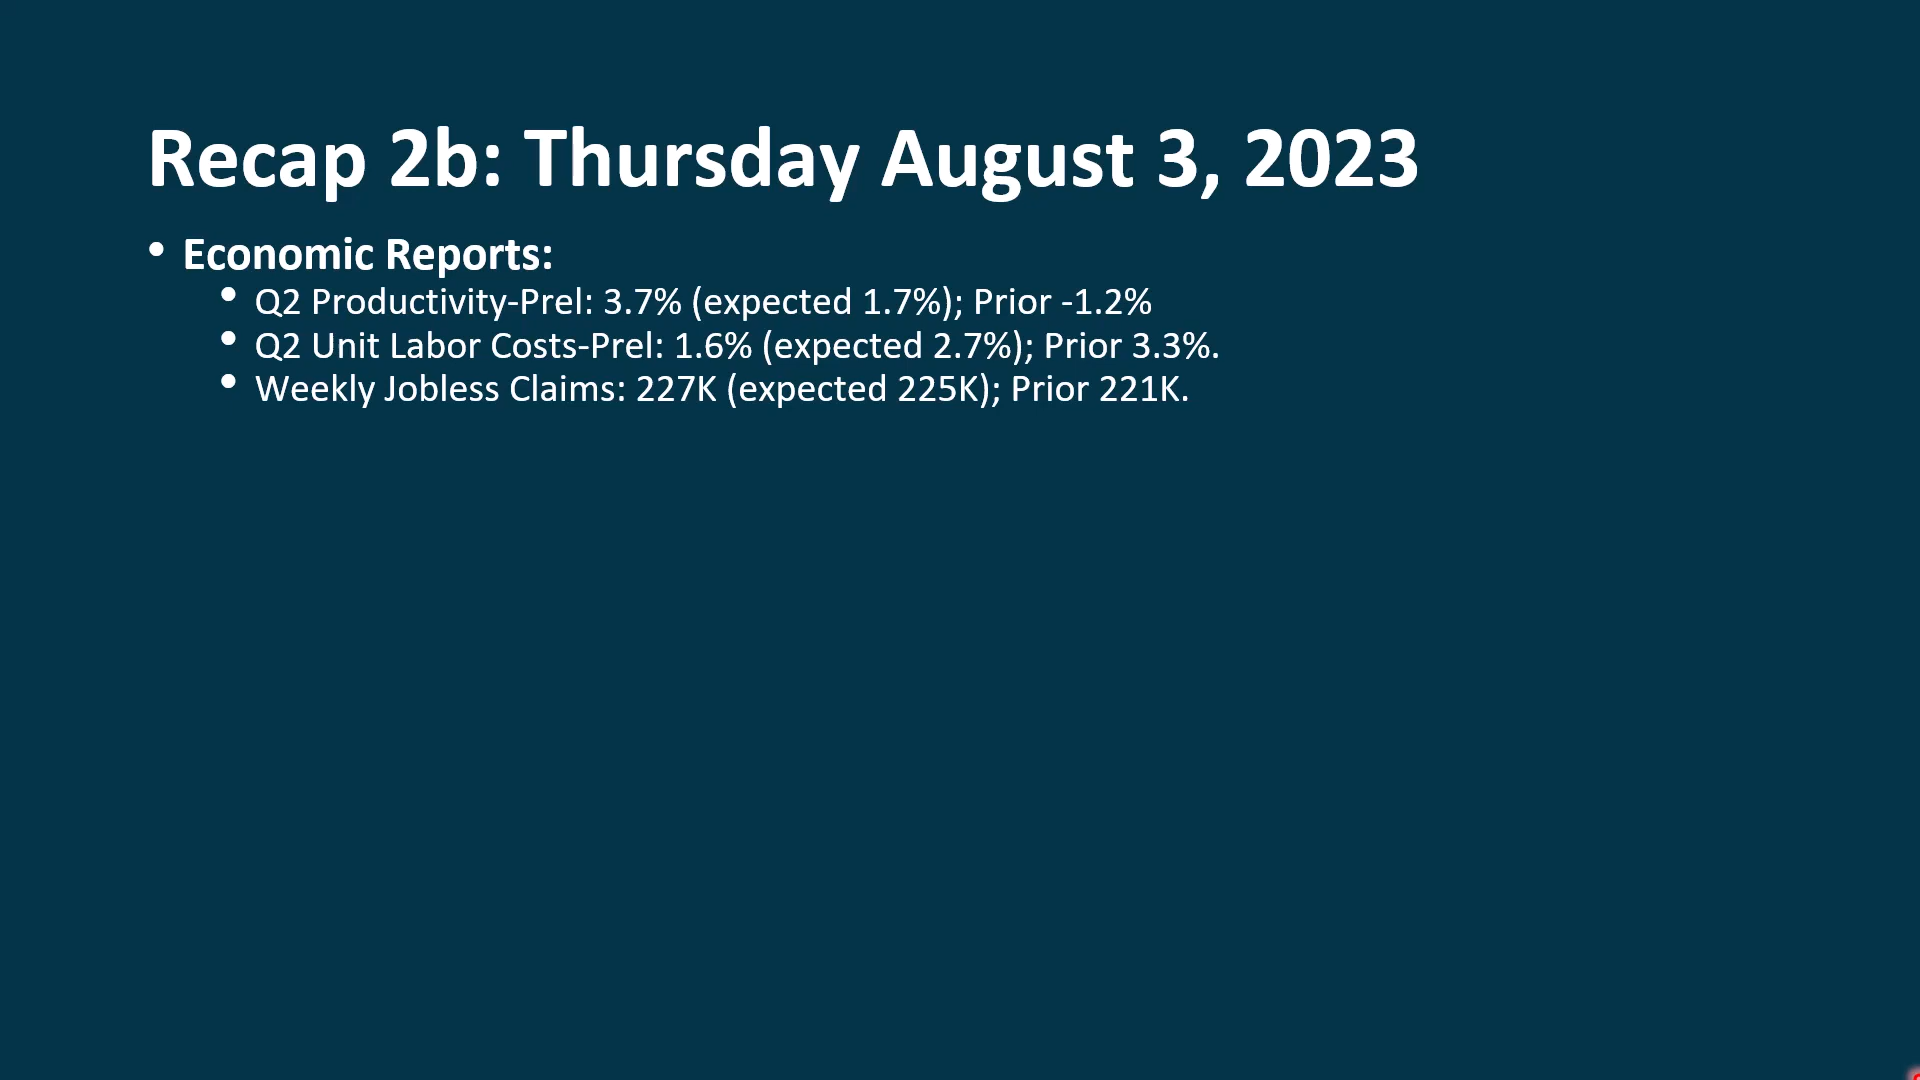 Recap 2b: Thursday August 3, 2023
• Economic Reports:
• Q2 Productivity-Prel: 3.7% (expected 1.7%); Prior -1.2%
• Q2 Unit Labor Costs-Prel: 1.6% (expected 2.7%); Prior 3.3%.
• Weekly Jobless Claims: 227K (expected 225K); Prior 221K.